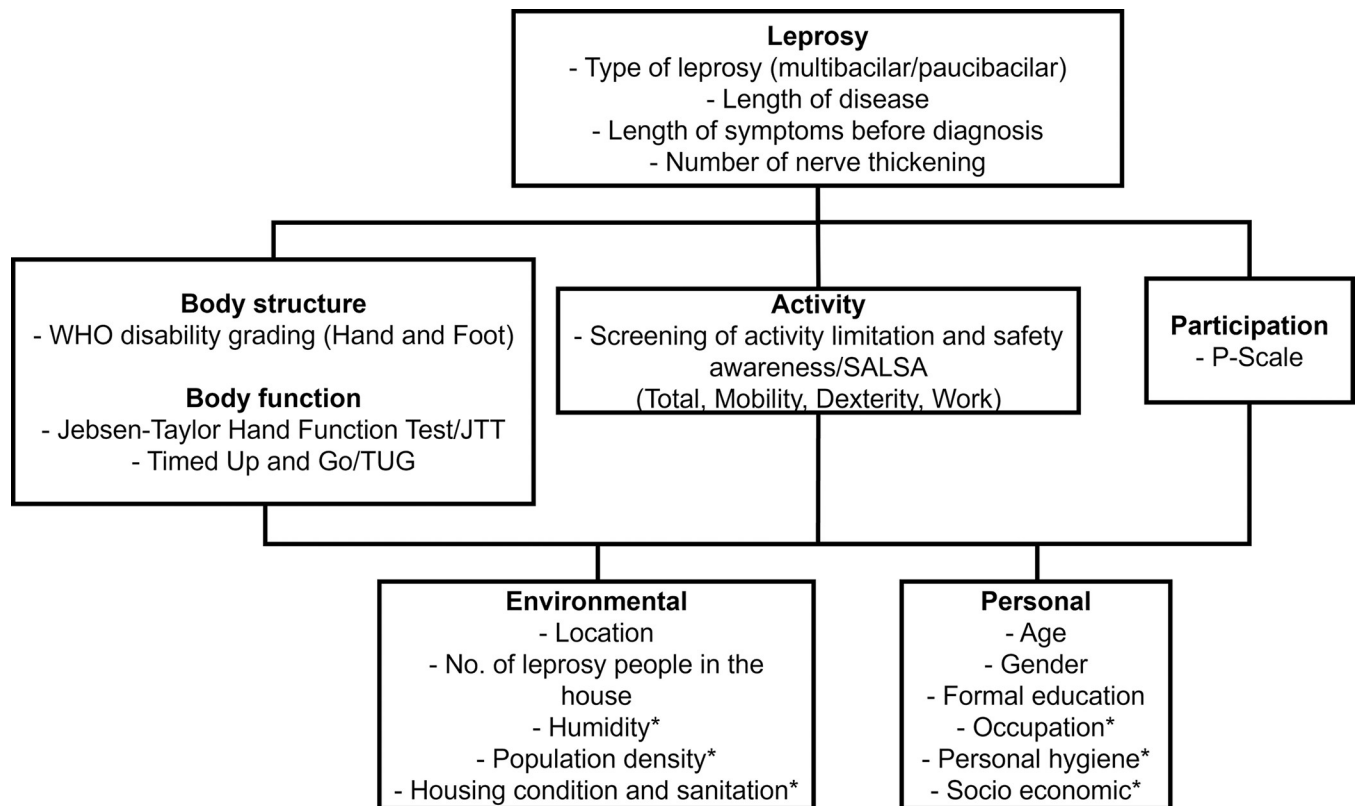 Leprosy
- Type of leprosy (multibacilar/paucibacilar)
- Length of disease
- Length of symptoms before diagnosis
- Number of nerve thickening
Body structure
- WHO disability grading (Hand and Foot)
Body function
- Jebsen-Taylor Hand Function Test/JTT
- Timed Up and Go/TUG
Activity
- Screening of activity limitation and safety
awareness/SALSA
(Total, Mobility, Dexterity, Work)
Participation
- P-Scale
Environmental
- Location
- No. of leprosy people in the
house
- Humidity*
- Population density*
- Housing condition and sanitation*
Personal
- Age
- Gender
- Formal education
- Occupation*
- Personal hygiene*
- Socio economic*